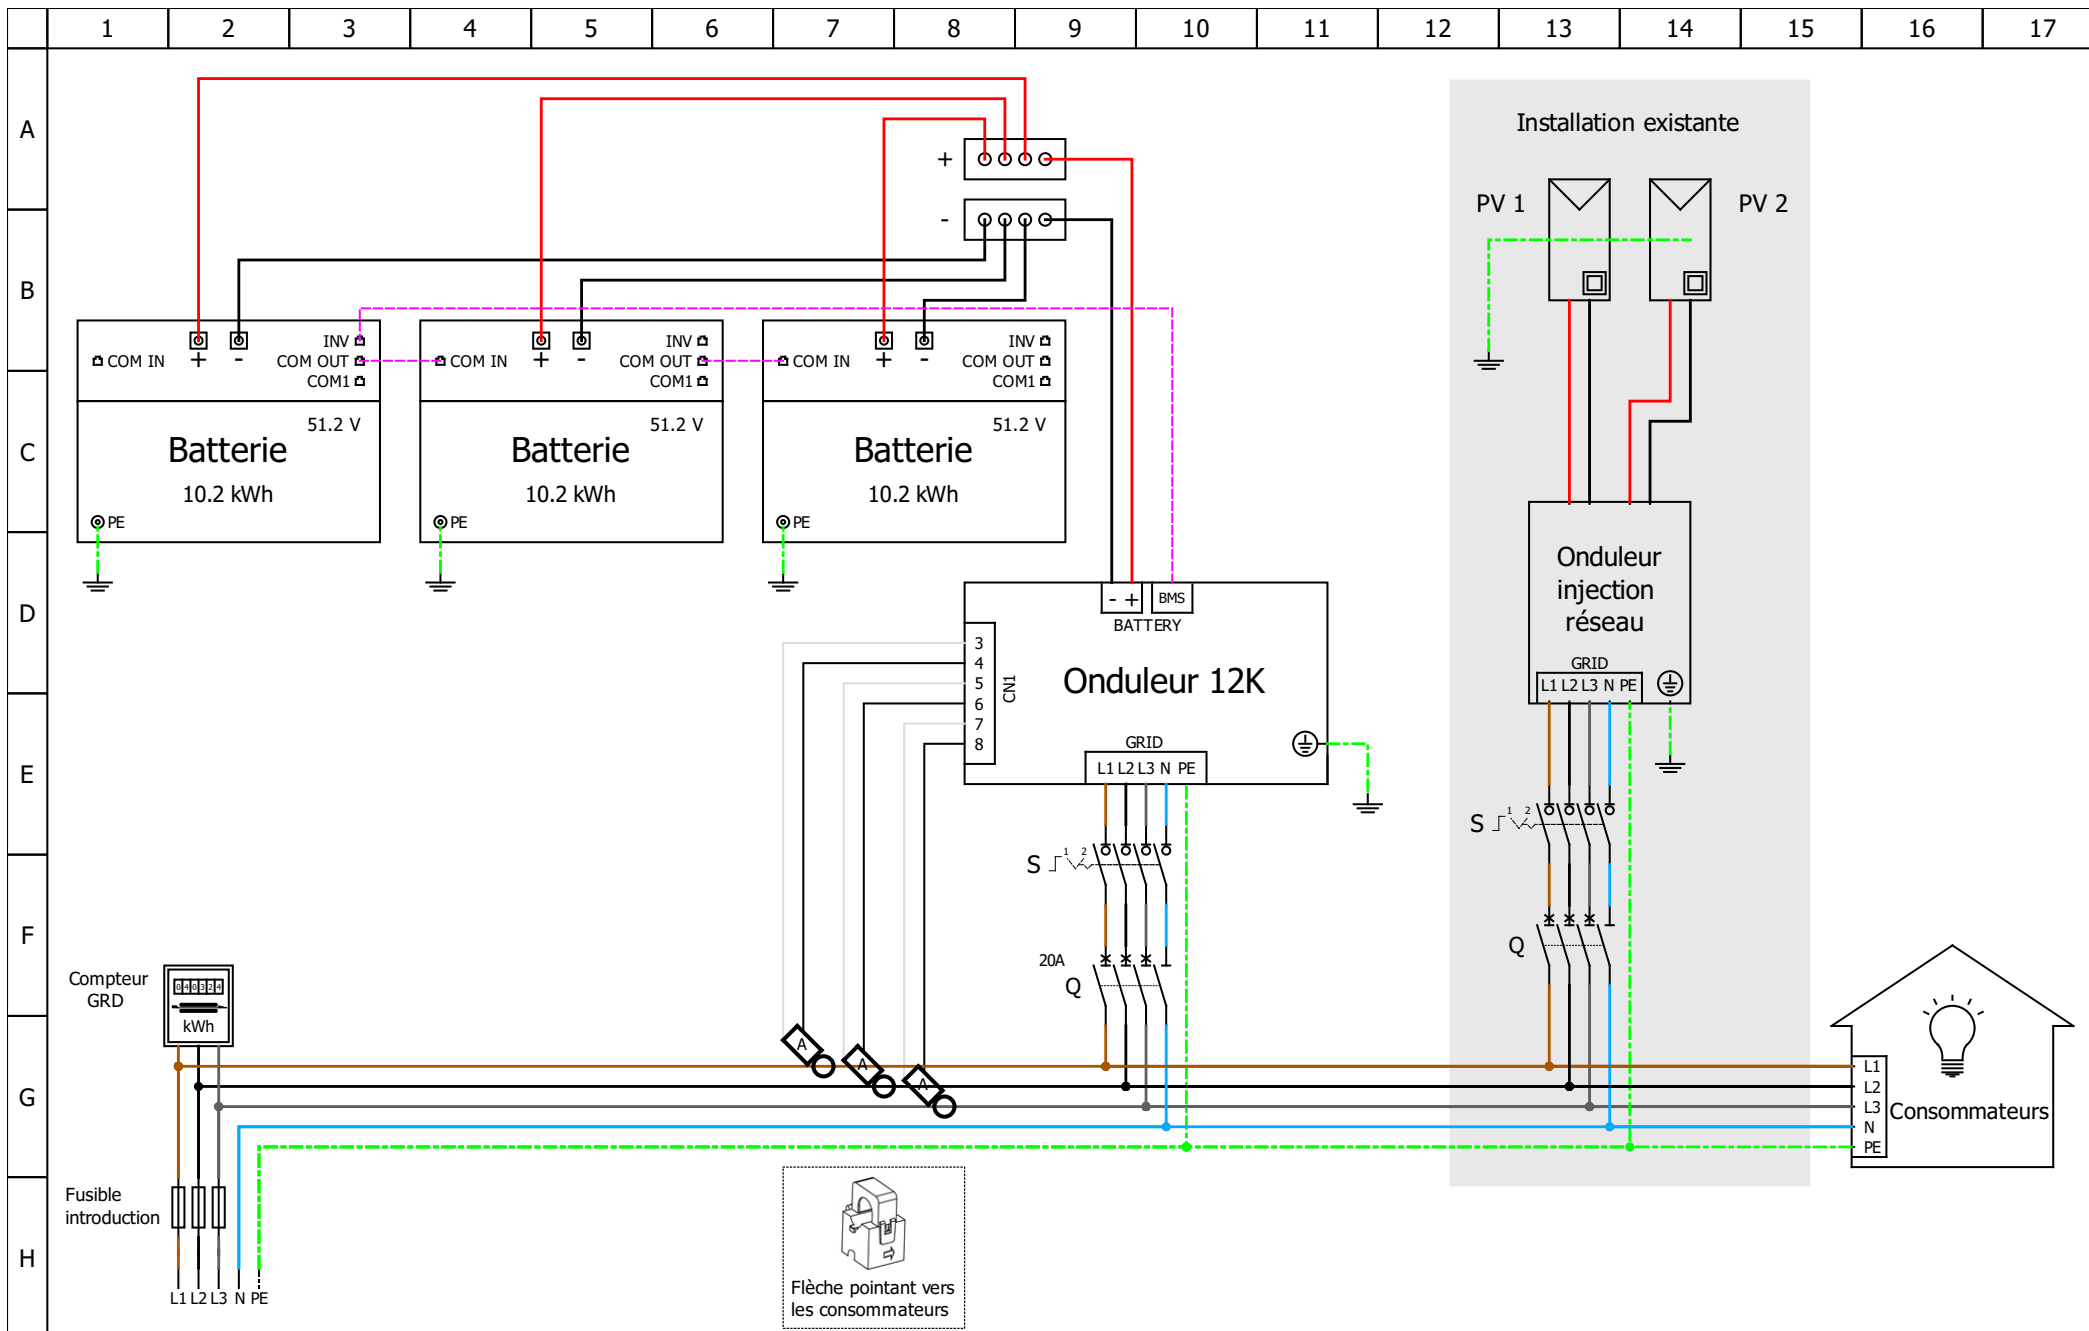 1 2 3 4 5 6 7 8 9 10 11 12 13 14 15 16 17
A
B
C
D
E
F
G
H
+
-
Installation existante
PV 1
PV 2
COM IN
+ -
INV
COM OUT
COM1
51.2 V
Batterie
10.2 kWh
PE
COM IN
+ -
INV
COM OUT
COM1
51.2 V
Batterie
10.2 kWh
PE
COM IN
+ -
INV
COM OUT
COM1
51.2 V
Batterie
10.2 kWh
PE
- +
BMS
BATTERY
3
4
5
6
7
8
CN1
Onduleur 12K
GRID
L1 L2 L3 N PE
Onduleur
injection
réseau
GRID
L1 L2 L3 N PE
S
1 2
20A
Q
S
1 2
Q
Compteur
GRD
040324
kWh
A
A
A
L1
L2
L3
N
PE
Consommateurs
Fusible
introduction
L1 L2 L3 N PE
Flèche pointant vers
les consommateurs